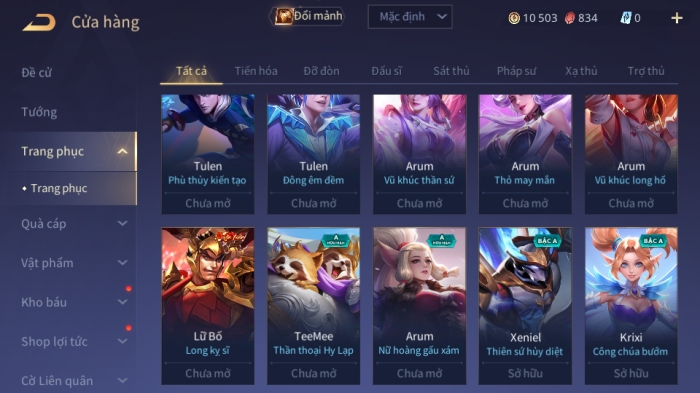 Cửa hàng
Đổi mảnh
Mặc định
10 503
834
0
Đề cử
Tướng
Trang phục
Trang phục
Quà cáp
Vật phẩm
Kho báu
Shop lợi tức
Cờ Liên quân
Tất cả
Tiến hóa
Đỡ đòn
Đấu sĩ
Sát thủ
Pháp sư
Xạ thủ
Trợ thủ
Tulen
Phù thủy kiến tạo
Chưa mở
Tulen
Đông êm đềm
Chưa mở
Arum
Vũ khúc thần sứ
Chưa mở
Arum
Thỏ may mắn
Chưa mở
Arum
Vũ khúc long hổ
Chưa mở
Lữ Bố
Long kỵ sĩ
Chưa mở
A
TeeMee
Thần thoại Hy Lạp
Chưa mở
A
Arum
Nữ hoàng gấu xám
Chưa mở
BẬC A
Xeniel
Thiên sứ hủy diệt
Sở hữu
BẬC A
Krixi
Công chúa bướm
Sở hữu